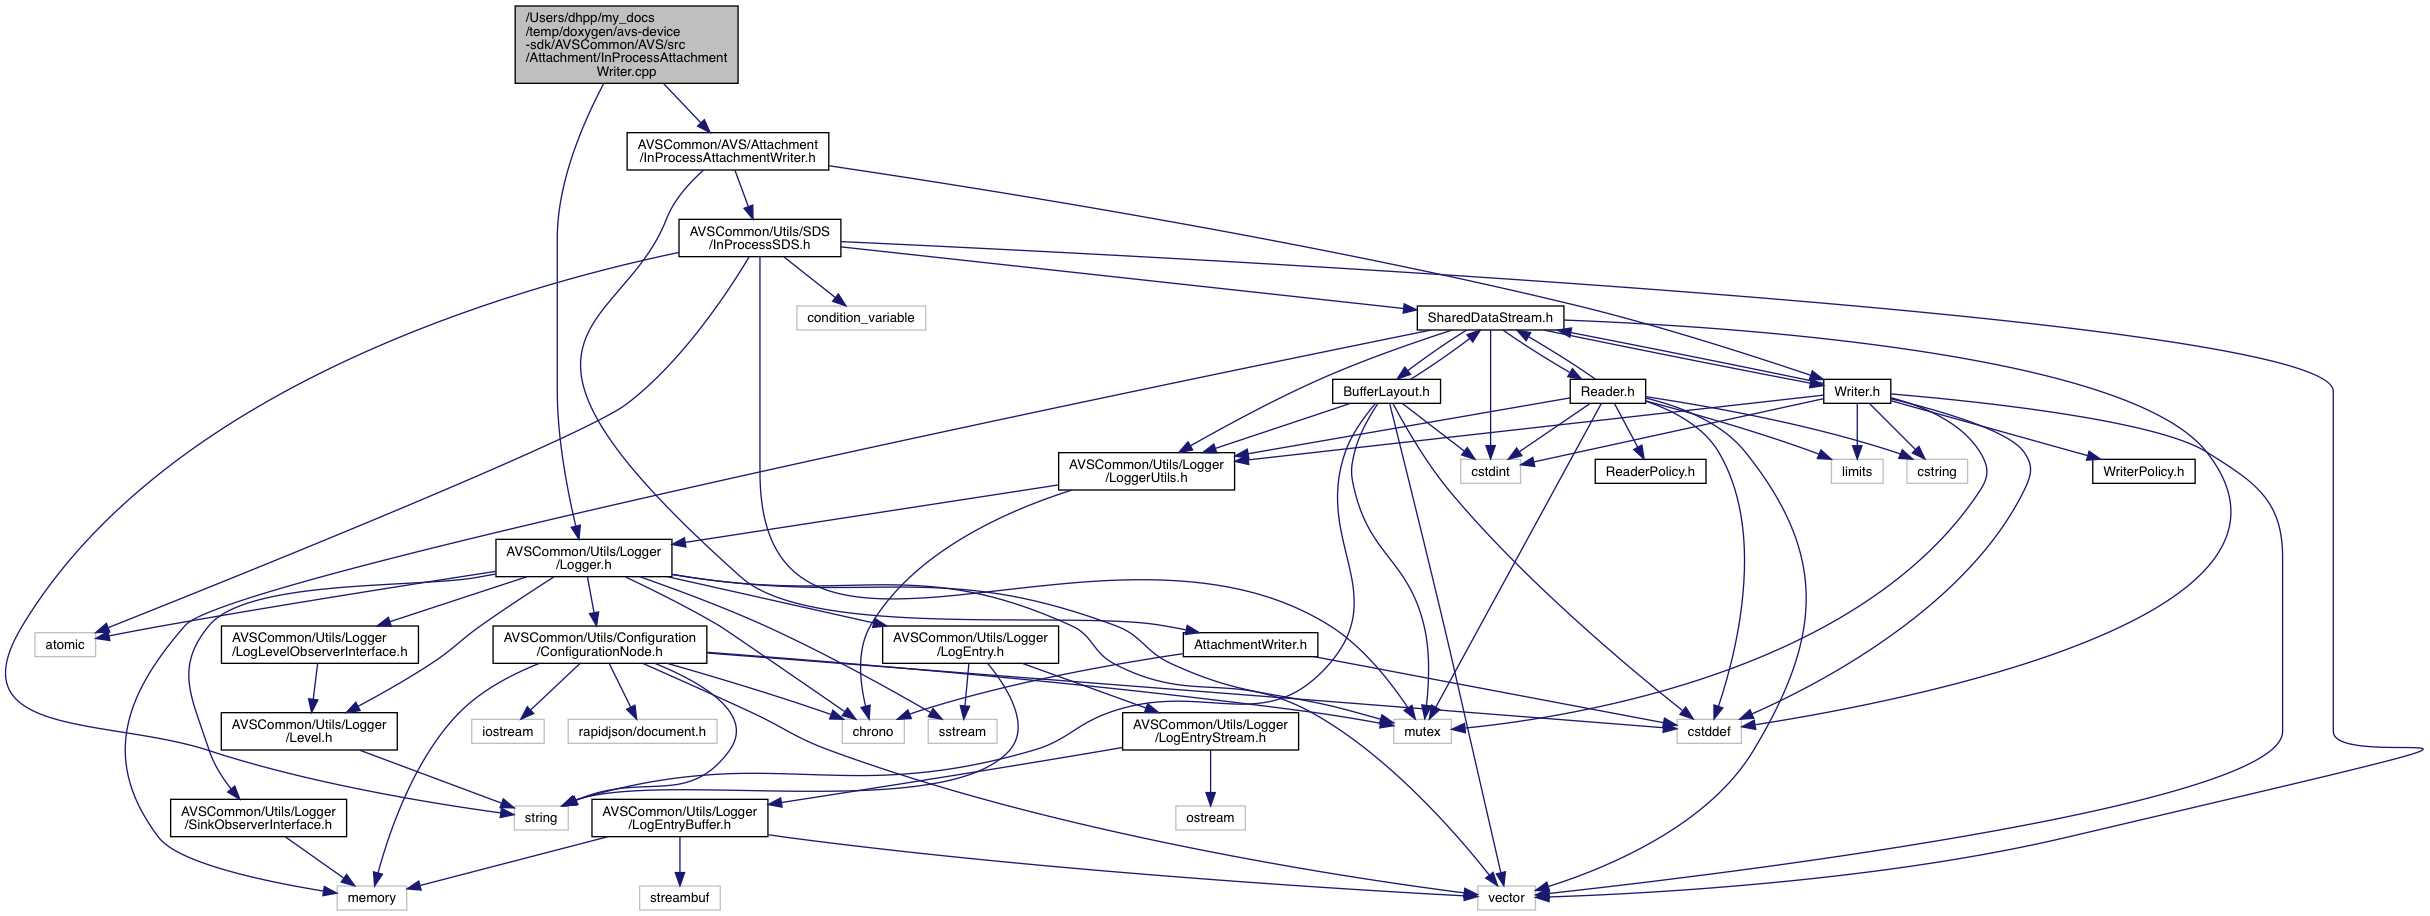 /Users/dhpp/my_docs
/temp/doxygen/avs-device
-sdk/AVSCommon/AVS/src
/Attachment/InProcessAttachment
Writer.cpp
AVSCommon/AVS/Attachment
/InProcessAttachmentWriter.h
AVSCommon/Utils/SDS
/InProcessSDS.h
condition_variable
SharedDataStream.h
BufferLayout.h
Reader.h
Writer.h
AVSCommon/Utils/Logger
/LoggerUtils.h
cstdint
ReaderPolicy.h
limits
cstring
WriterPolicy.h
AVSCommon/Utils/Logger
/Logger.h
atomic
AVSCommon/Utils/Logger
/LogLevelObserverInterface.h
AVSCommon/Utils/Configuration
/ConfigurationNode.h
AVSCommon/Utils/Logger
/LogEntry.h
AttachmentWriter.h
AVSCommon/Utils/Logger
/Level.h
iostream
rapidjson/document.h
chrono
sstream
AVSCommon/Utils/Logger
/LogEntryStream.h
mutex
cstddef
AVSCommon/Utils/Logger
/SinkObserverInterface.h
string
AVSCommon/Utils/Logger
/LogEntryBuffer.h
ostream
memory
streambuf
vector